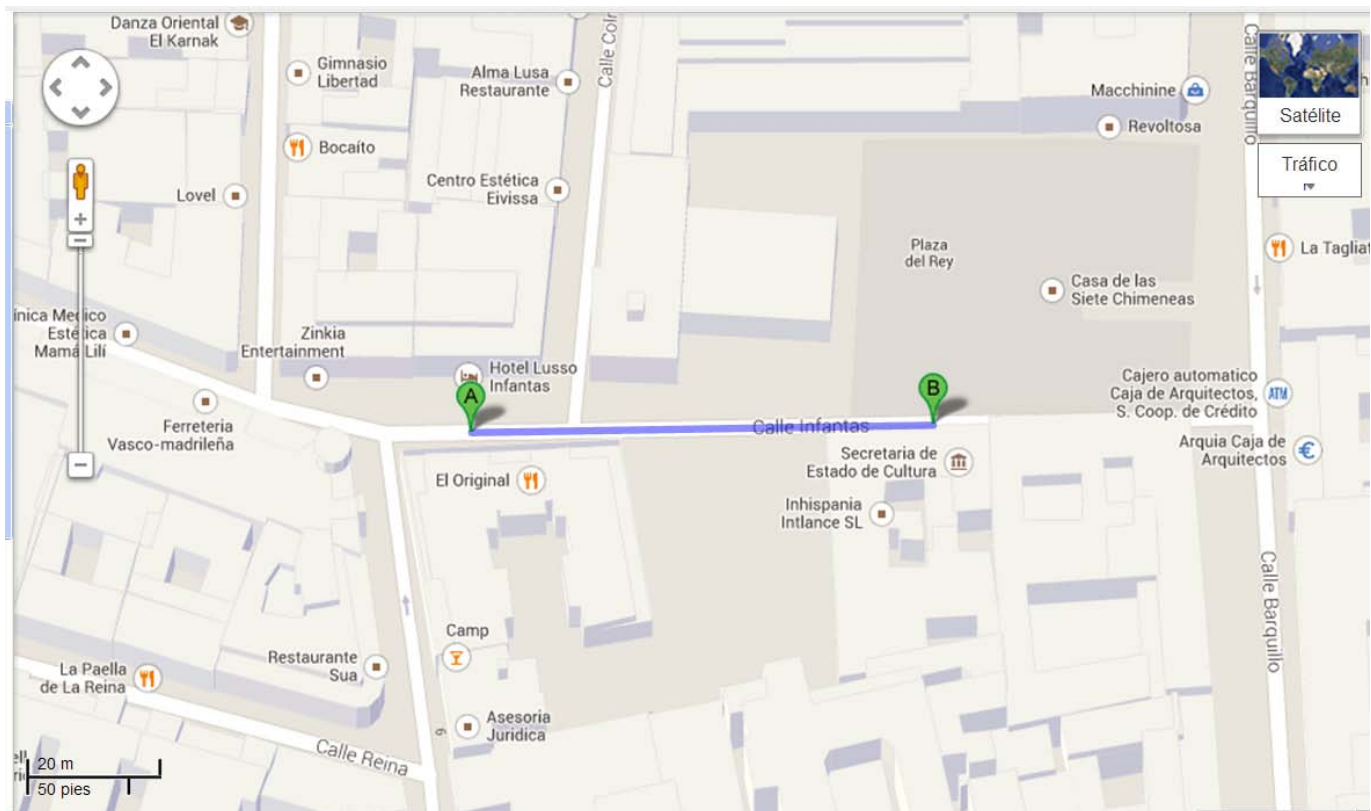 Danza Oriental
El Karnak
Gimnasio
Libertad
Alma Lusa
Restaurante
Calle
Calle Barquillo
Macchinine
Revoltosa
Satélite
Tráfico
Bocaíto
Lovel
Centro Estética
Eivissa
Plaza
del Rey
La
Casa de las
Siete Chimeneas
Medico
Estética
Mamá Lilí
Zinkia
Entertainment
Hotel Lusso
Infantas
A
B
Cajero automatico
Caja de Arquitectos,
S. Coop. de Crédito
ATM
Ferreteria
Vasco-madrileña
Calle Infantas
Secretaria de
Estado de Cultura
Arquia Caja de
Arquitectos
€
El Original
Inhispania
Intlance SL
Calle Barquillo
Camp
Restaurante
Sua
La Paella
de La Reina
Asesoria
Juridica
Calle Reina
20 m
50 pies